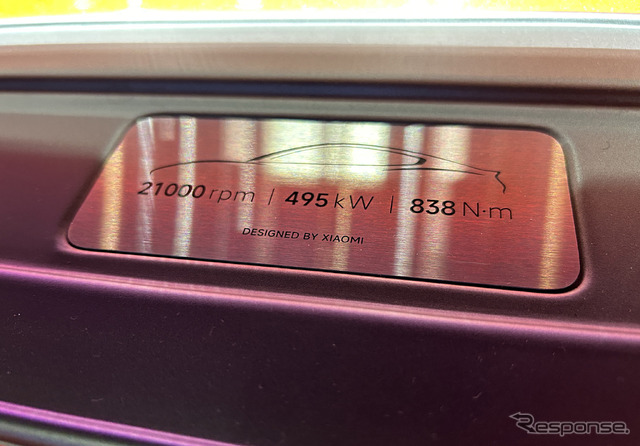 21000 rpm | 495 kW | 838 N·m
DESIGNED BY XIAOMI
Response.